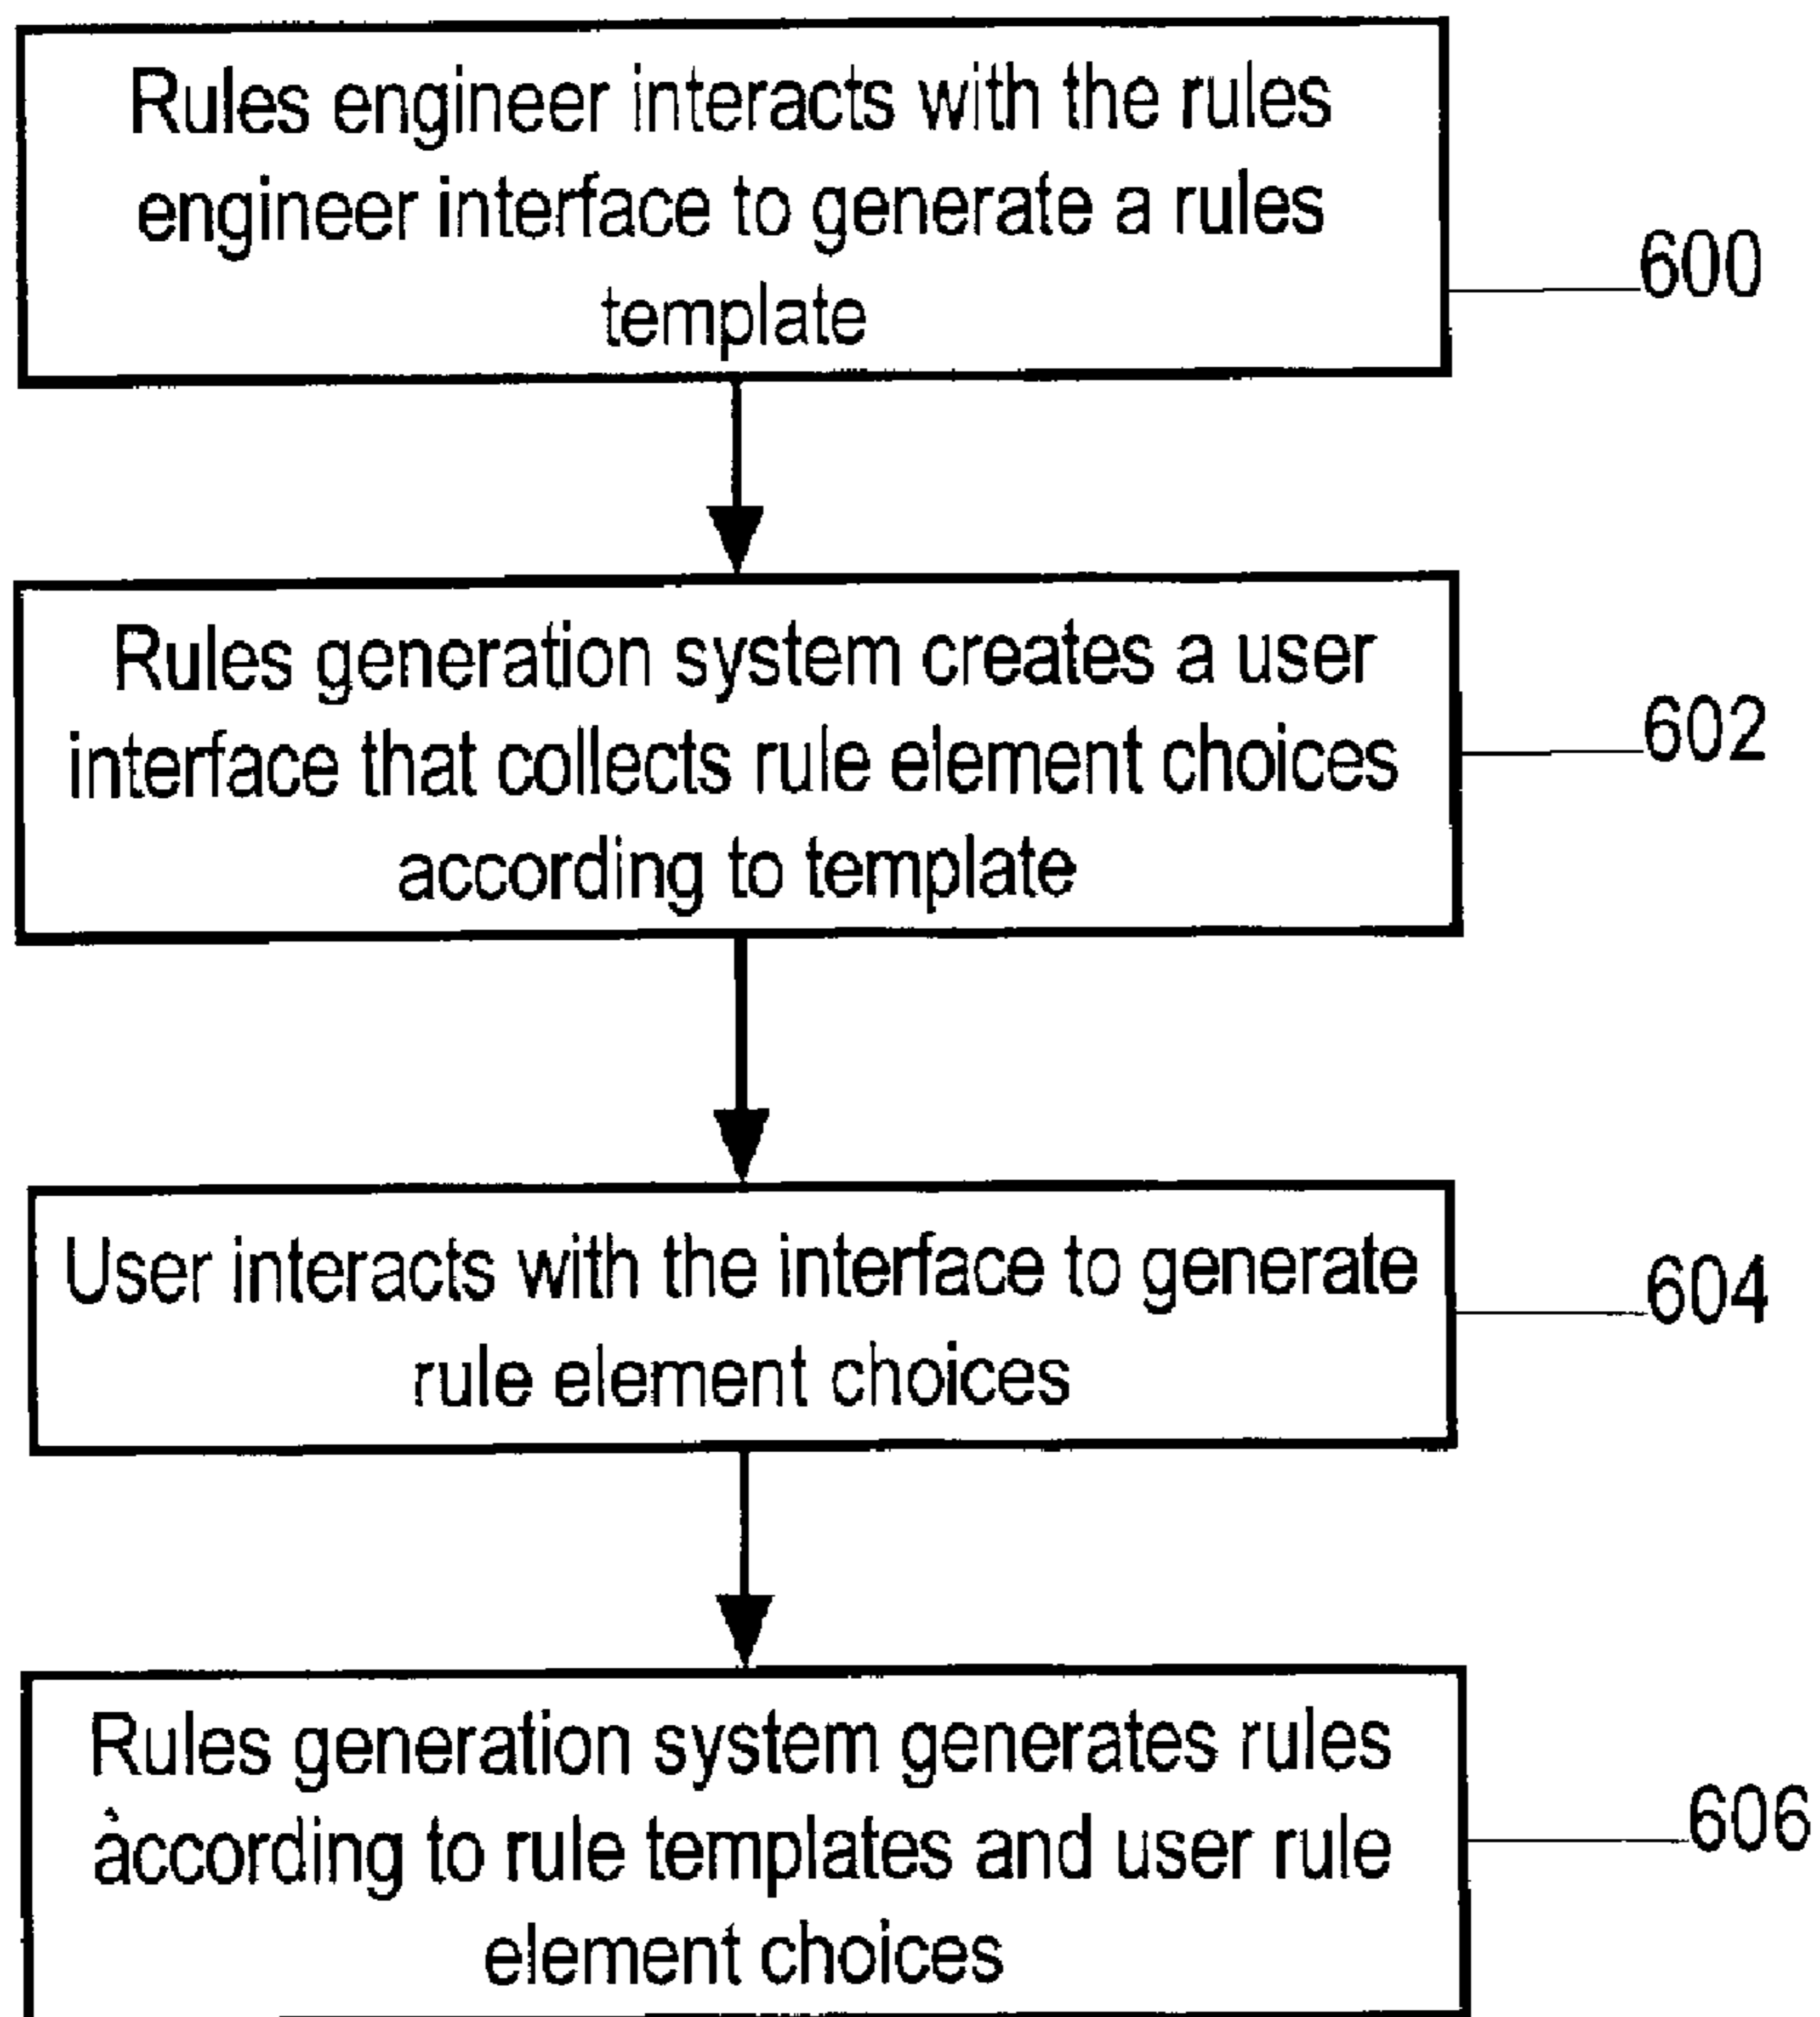 Rules engineer interacts with the rules
engineer interface to generate a rules
template
600
Rules generation system creates a user
interface that collects rule element choices
according to template
602
User interacts with the interface to generate
rule element choices
604
Rules generation system generates rules
according to rule templates and user rule
element choices
606